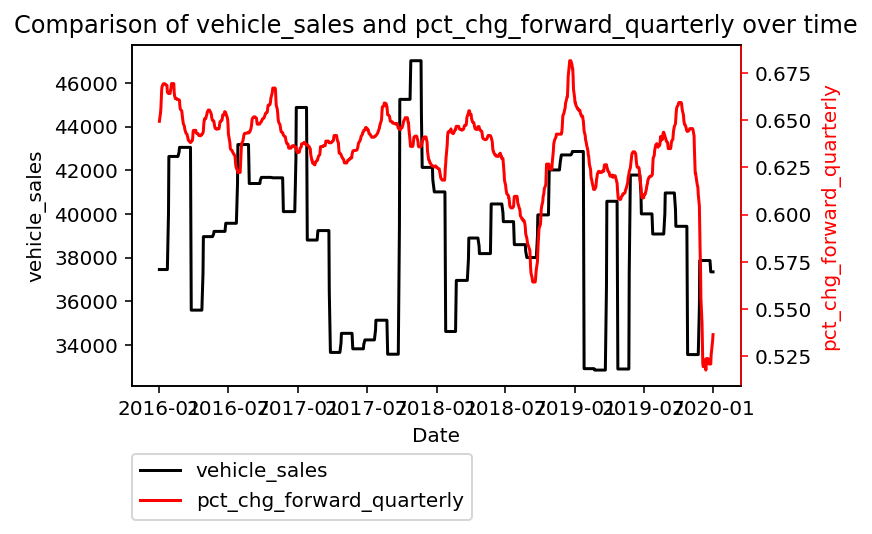 Comparison of vehicle_sales and pct_chg_forward_quarterly over time
46000
44000
42000
40000
38000
36000
34000
vehicle_sales
0.675
0.650
0.625
0.600
0.575
0.550
0.525
pct_chg_forward_quarterly
2016-01 2016-07 2017-01 2017-07 2018-01 2018-07 2019-01 2019-07 2020-01
Date
vehicle_sales
pct_chg_forward_quarterly